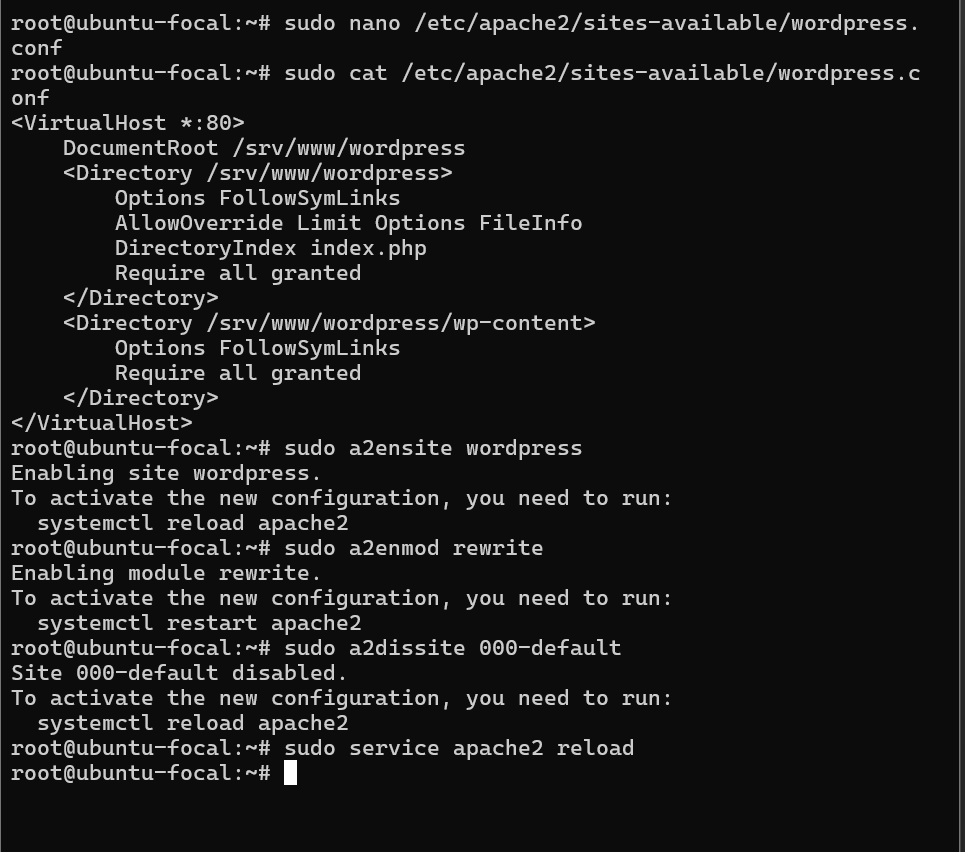 root@ubuntu-focal:~# sudo nano /etc/apache2/sites-available/wordpress.
conf
root@ubuntu-focal:~# sudo cat /etc/apache2/sites-available/wordpress.c
onf
<VirtualHost *:80>
    DocumentRoot /srv/www/wordpress
    <Directory /srv/www/wordpress>
        Options FollowSymLinks
        AllowOverride Limit Options FileInfo
        DirectoryIndex index.php
        Require all granted
    </Directory>
    <Directory /srv/www/wordpress/wp-content>
        Options FollowSymLinks
        Require all granted
    </Directory>
</VirtualHost>
root@ubuntu-focal:~# sudo a2ensite wordpress
Enabling site wordpress.
To activate the new configuration, you need to run:
  systemctl reload apache2
root@ubuntu-focal:~# sudo a2enmod rewrite
Enabling module rewrite.
To activate the new configuration, you need to run:
  systemctl restart apache2
root@ubuntu-focal:~# sudo a2dissite 000-default
Site 000-default disabled.
To activate the new configuration, you need to run:
  systemctl reload apache2
root@ubuntu-focal:~# sudo service apache2 reload
root@ubuntu-focal:~#